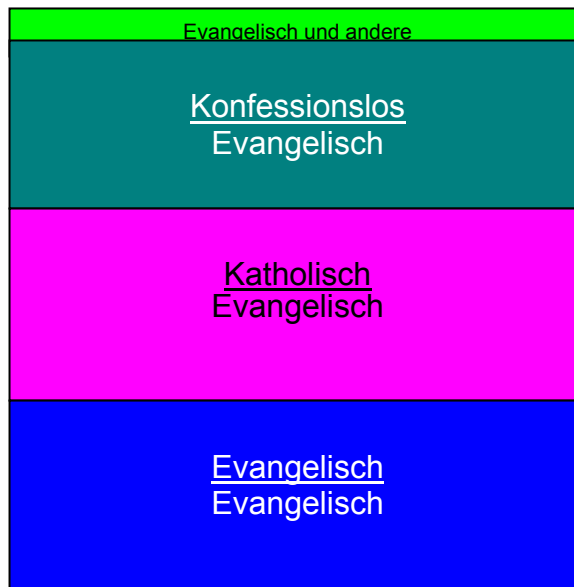 Evangelisch und andere
Konfessionslos
Evangelisch
Katholisch
Evangelisch
Evangelisch
Evangelisch